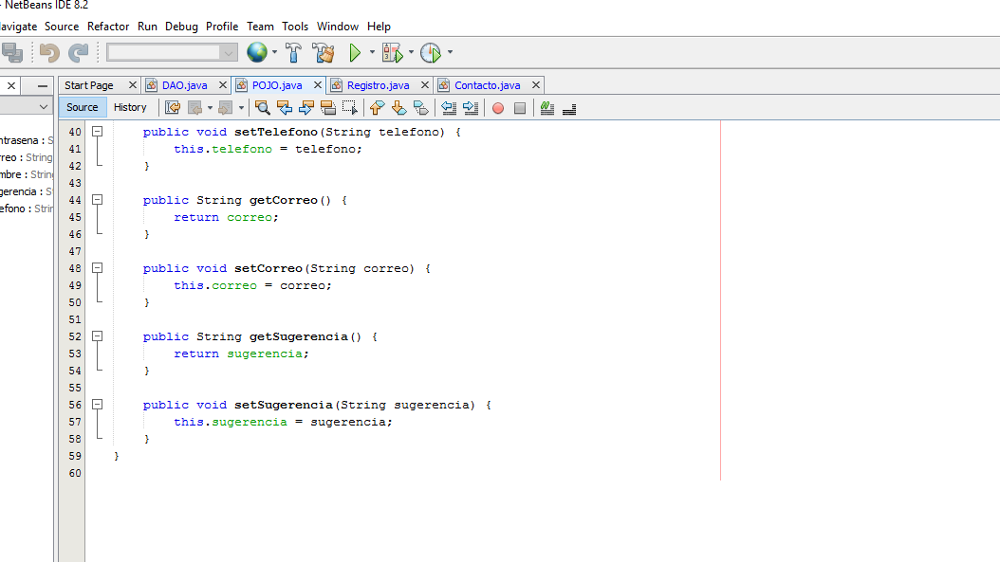 - NetBeans IDE 8.2
Navigate Source Refactor Run Debug Profile Team Tools Window Help
Start Page DAO.java POJO.java Registro.java Contacto.java
Source History
ntrasena : S
rreo : String
mbre : String
gerencia : S
efono : Strin
40 public void setTelefono(String telefono) {
41 this.telefono = telefono;
42 }
43
44 public String getCorreo() {
45 return correo;
46 }
47
48 public void setCorreo(String correo) {
49 this.correo = correo;
50 }
51
52 public String getSugerencia() {
53 return sugerencia;
54 }
55
56 public void setSugerencia(String sugerencia) {
57 this.sugerencia = sugerencia;
58 }
59 }
60